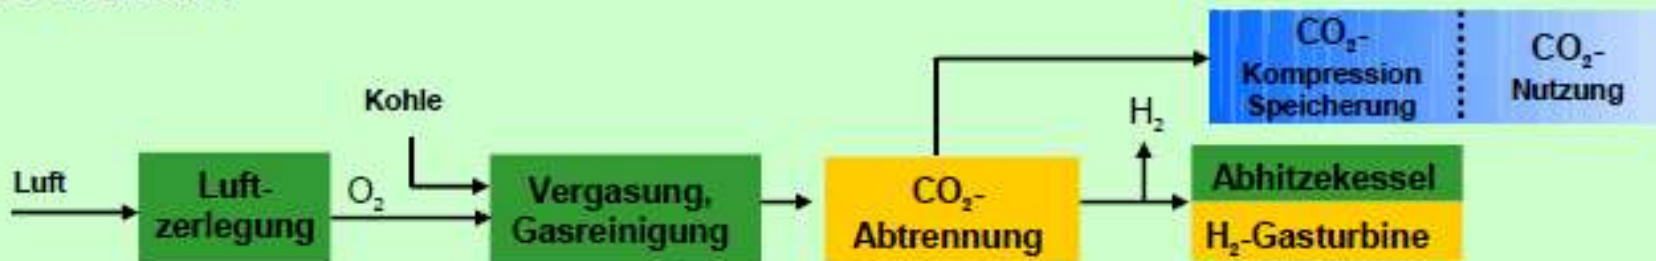 Luft
Luft-
zerlegung
O₂
Kohle
Vergasung,
Gasreinigung
CO₂-
Abtrennung
H₂
CO₂-
Kompression
Speicherung
CO₂-
Nutzung
Abhitzekessel
H₂-Gasturbine